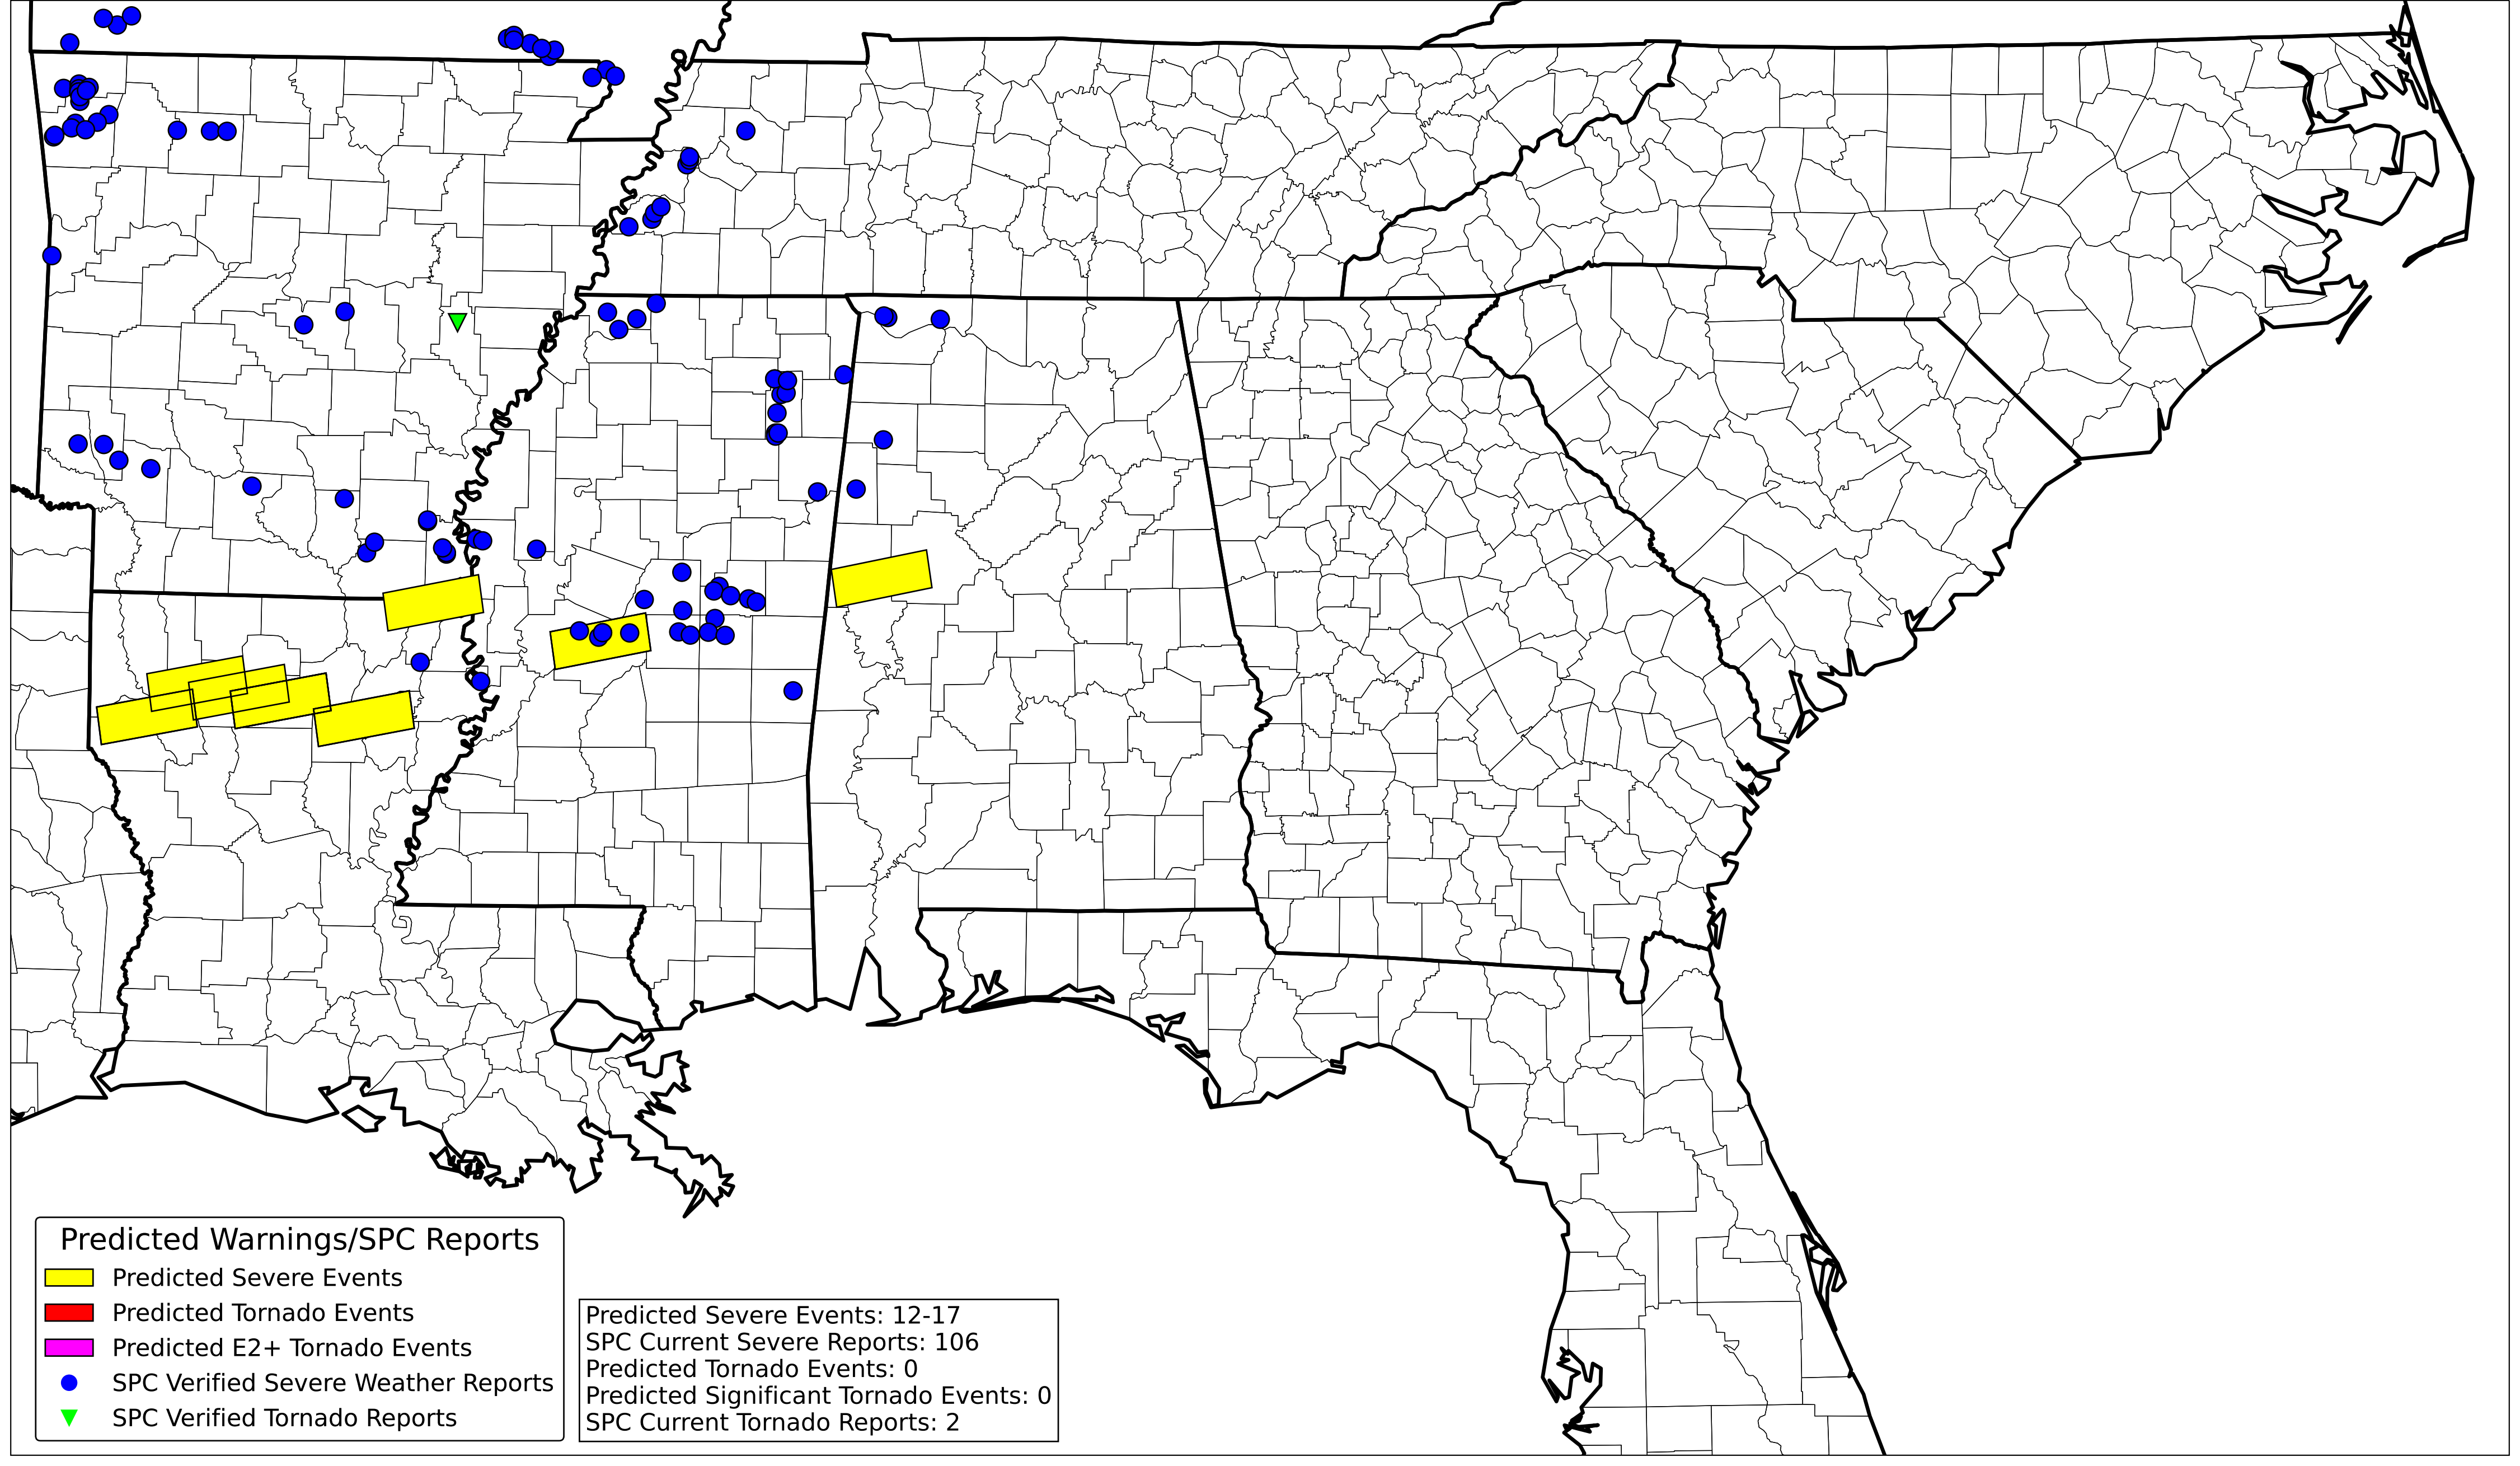 Predicted Warnings/SPC Reports
Predicted Severe Events
Predicted Tornado Events
Predicted E2+ Tornado Events
SPC Verified Severe Weather Reports
SPC Verified Tornado Reports
Predicted Severe Events: 12-17
SPC Current Severe Reports: 106
Predicted Tornado Events: 0
Predicted Significant Tornado Events: 0
SPC Current Tornado Reports: 2